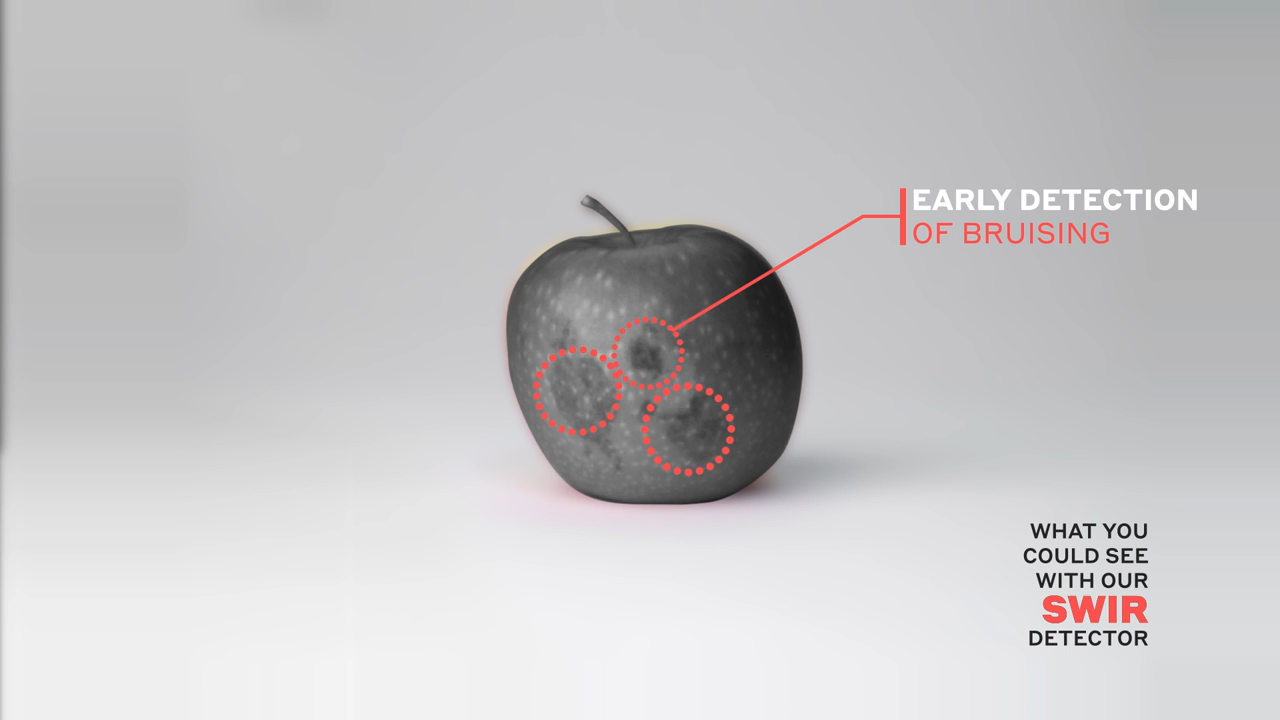 EARLY DETECTION
OF BRUISING
WHAT YOU
COULD SEE
WITH OUR
SWIR
DETECTOR